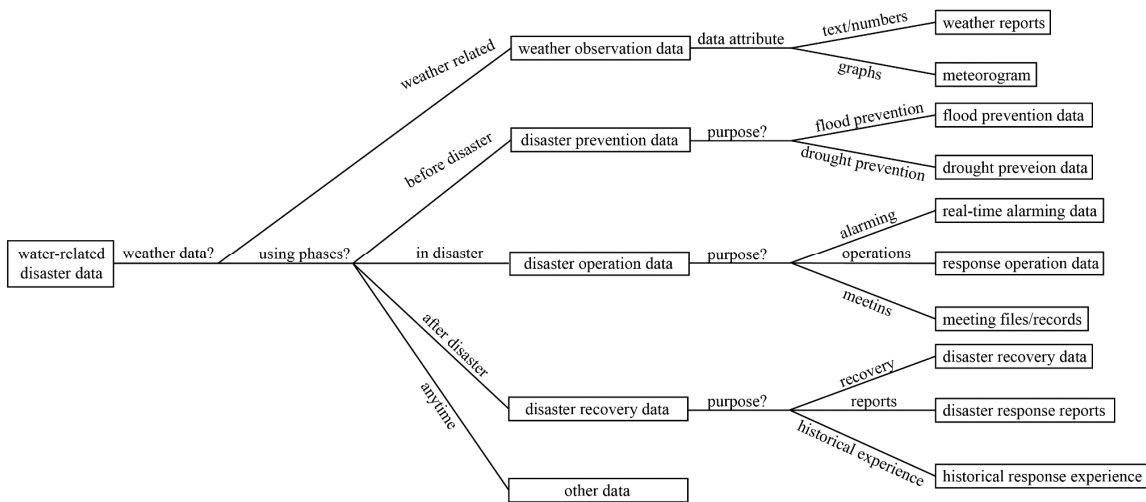 weather related
weather observation data
data attribute
text/numbers
graphs
weather reports
meteorogram
before disaster
disaster prevention data
purpose?
flood prevention
drought prevention
flood prevention data
drought preveion data
water-related
disaster data
weather data?
using phases?
in disaster
disaster operation data
purpose?
alarming
operations
meetins
real-time alarming data
response operation data
meeting files/records
after disaster
disaster recovery data
purpose?
recovery
reports
historical experience
disaster recovery data
disaster response reports
historical response experience
anytime
other data